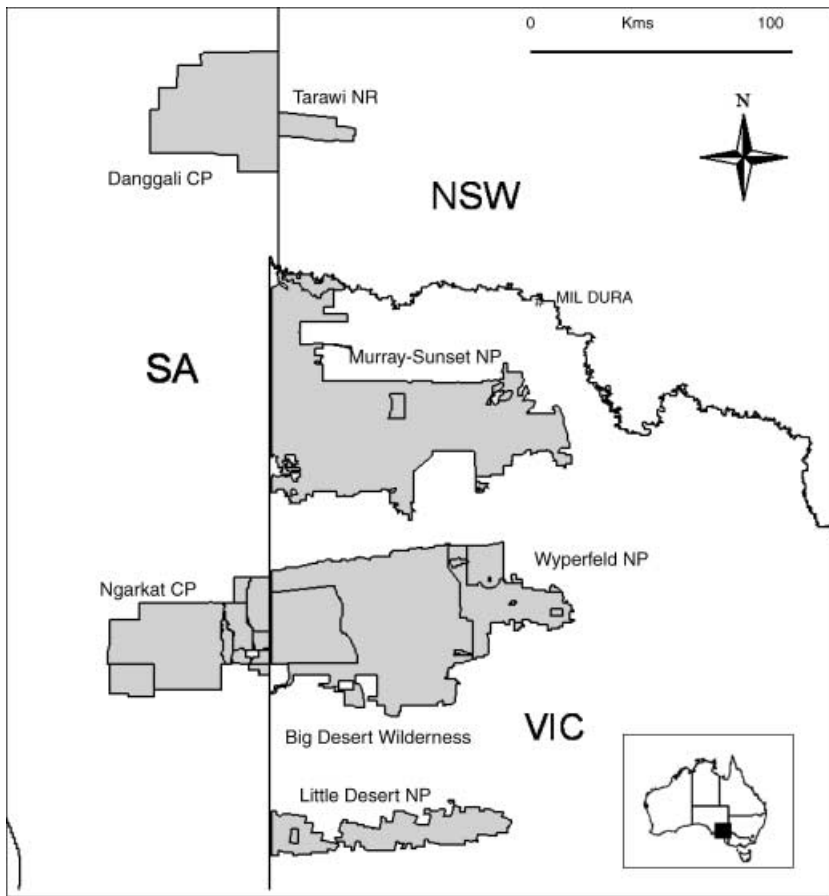 0 Kms 100
Tarawi NR
N
Danggali CP
NSW
MIL DURA
Murray-Sunset NP
SA
Wyperfeld NP
Ngarkat CP
VIC
Big Desert Wilderness
Little Desert NP